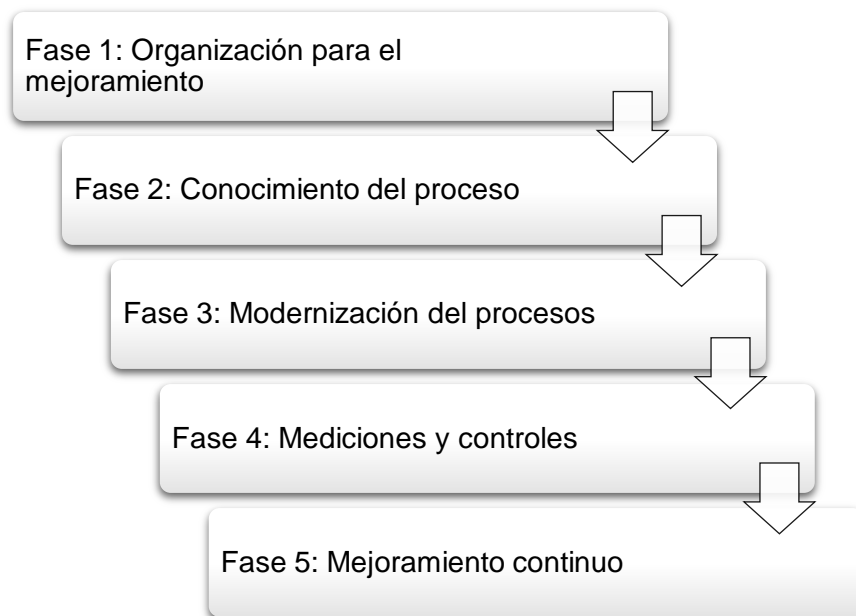 Fase 1: Organización para el
mejoramiento
Fase 2: Conocimiento del proceso
Fase 3: Modernización del procesos
Fase 4: Mediciones y controles
Fase 5: Mejoramiento continuo